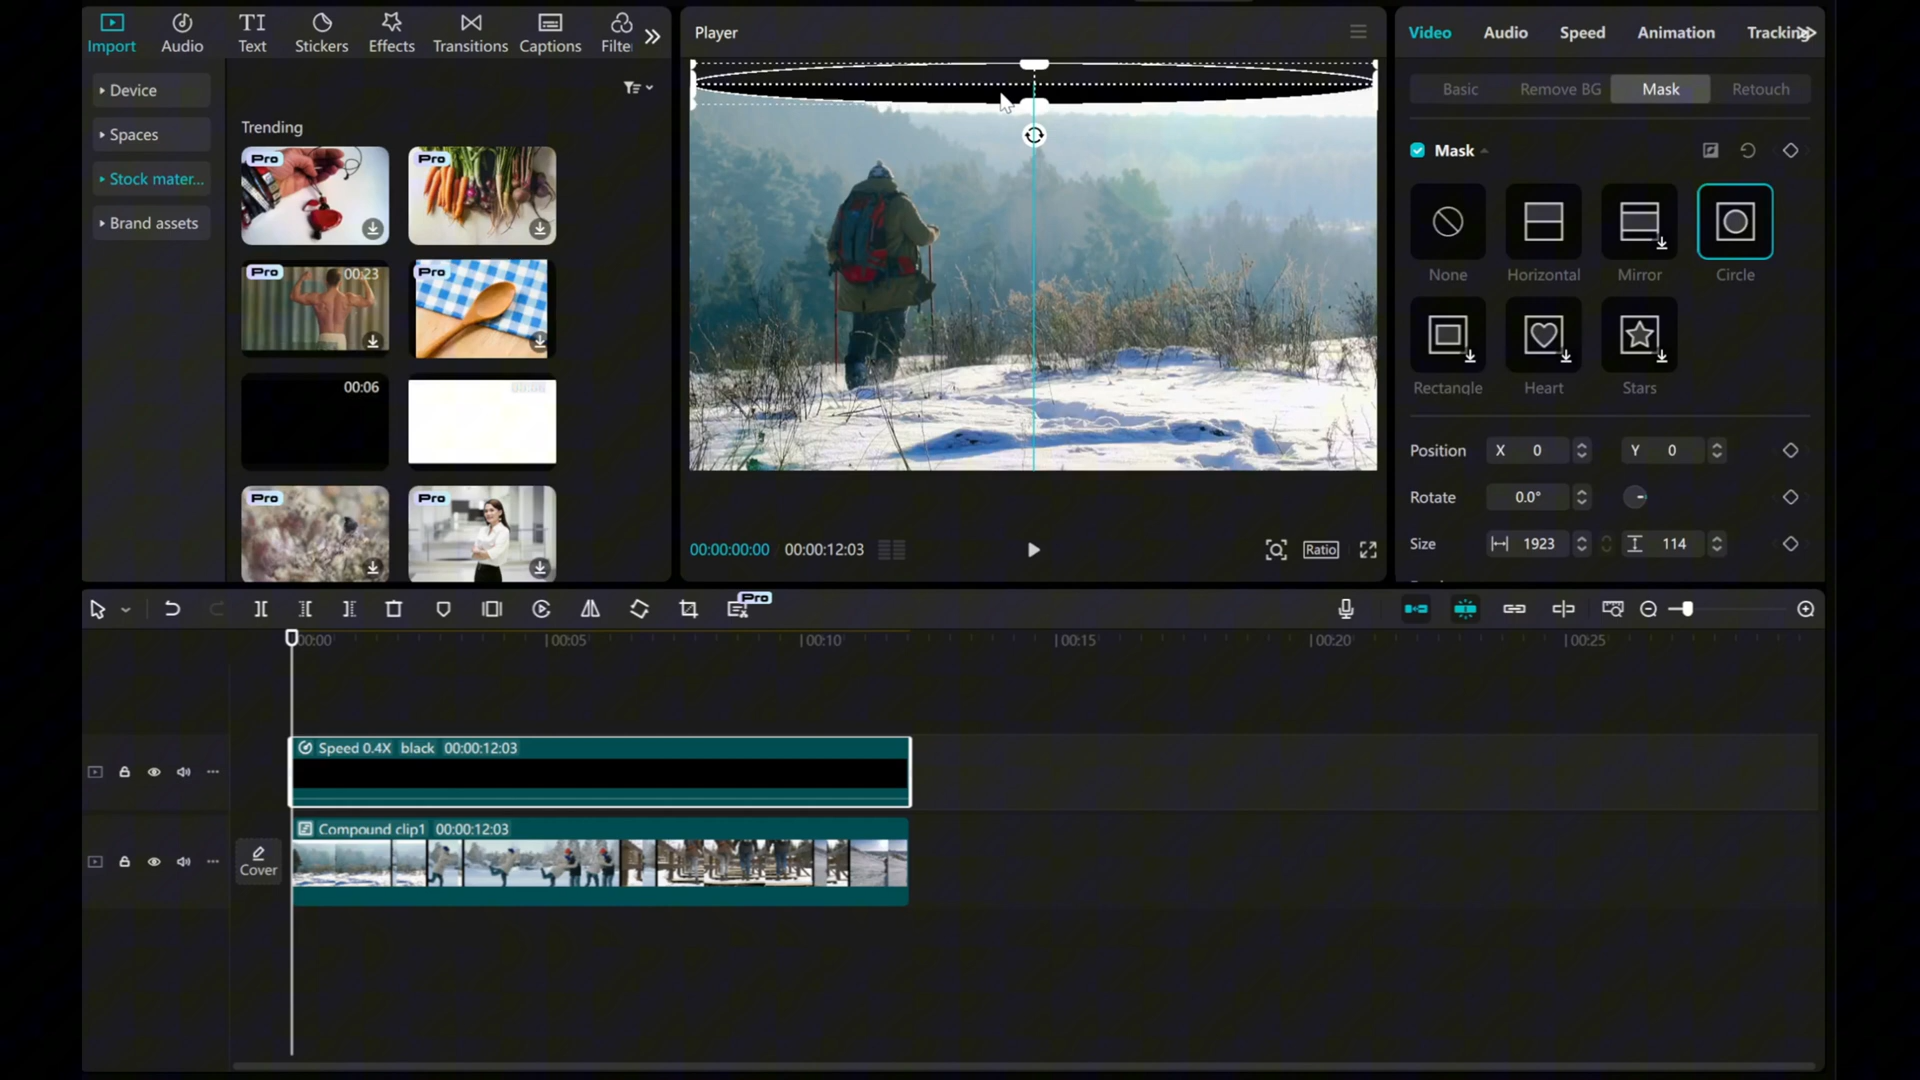 Import
Audio
Text
Stickers
Effects
Transitions
Captions
Filte
Device
Spaces
Stock mater...
Brand assets
Trending
Pro
Pro
Pro
00:23
Pro
00:06
Pro
Pro
Player
00:00:00:00
00:00:12:03
Ratio
Video
Audio
Speed
Animation
Tracking
Basic
Remove BG
Mask
Retouch
Mask
None
Horizontal
Mirror
Circle
Rectangle
Heart
Stars
Position
X 0
Y 0
Rotate
0.0°
Size
1923
114
Pro
00:00
00:05
00:10
00:15
00:20
00:25
Speed 0.4X black 00:00:12:03
Compound clip1 00:00:12:03
Cover